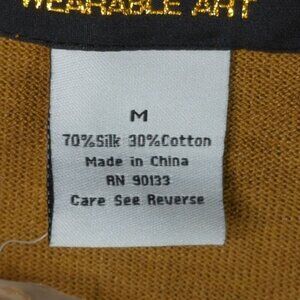 WEARABLE ART
M
70%Silk 30%Cotton
Made in China
RN 90133
Care See Reverse